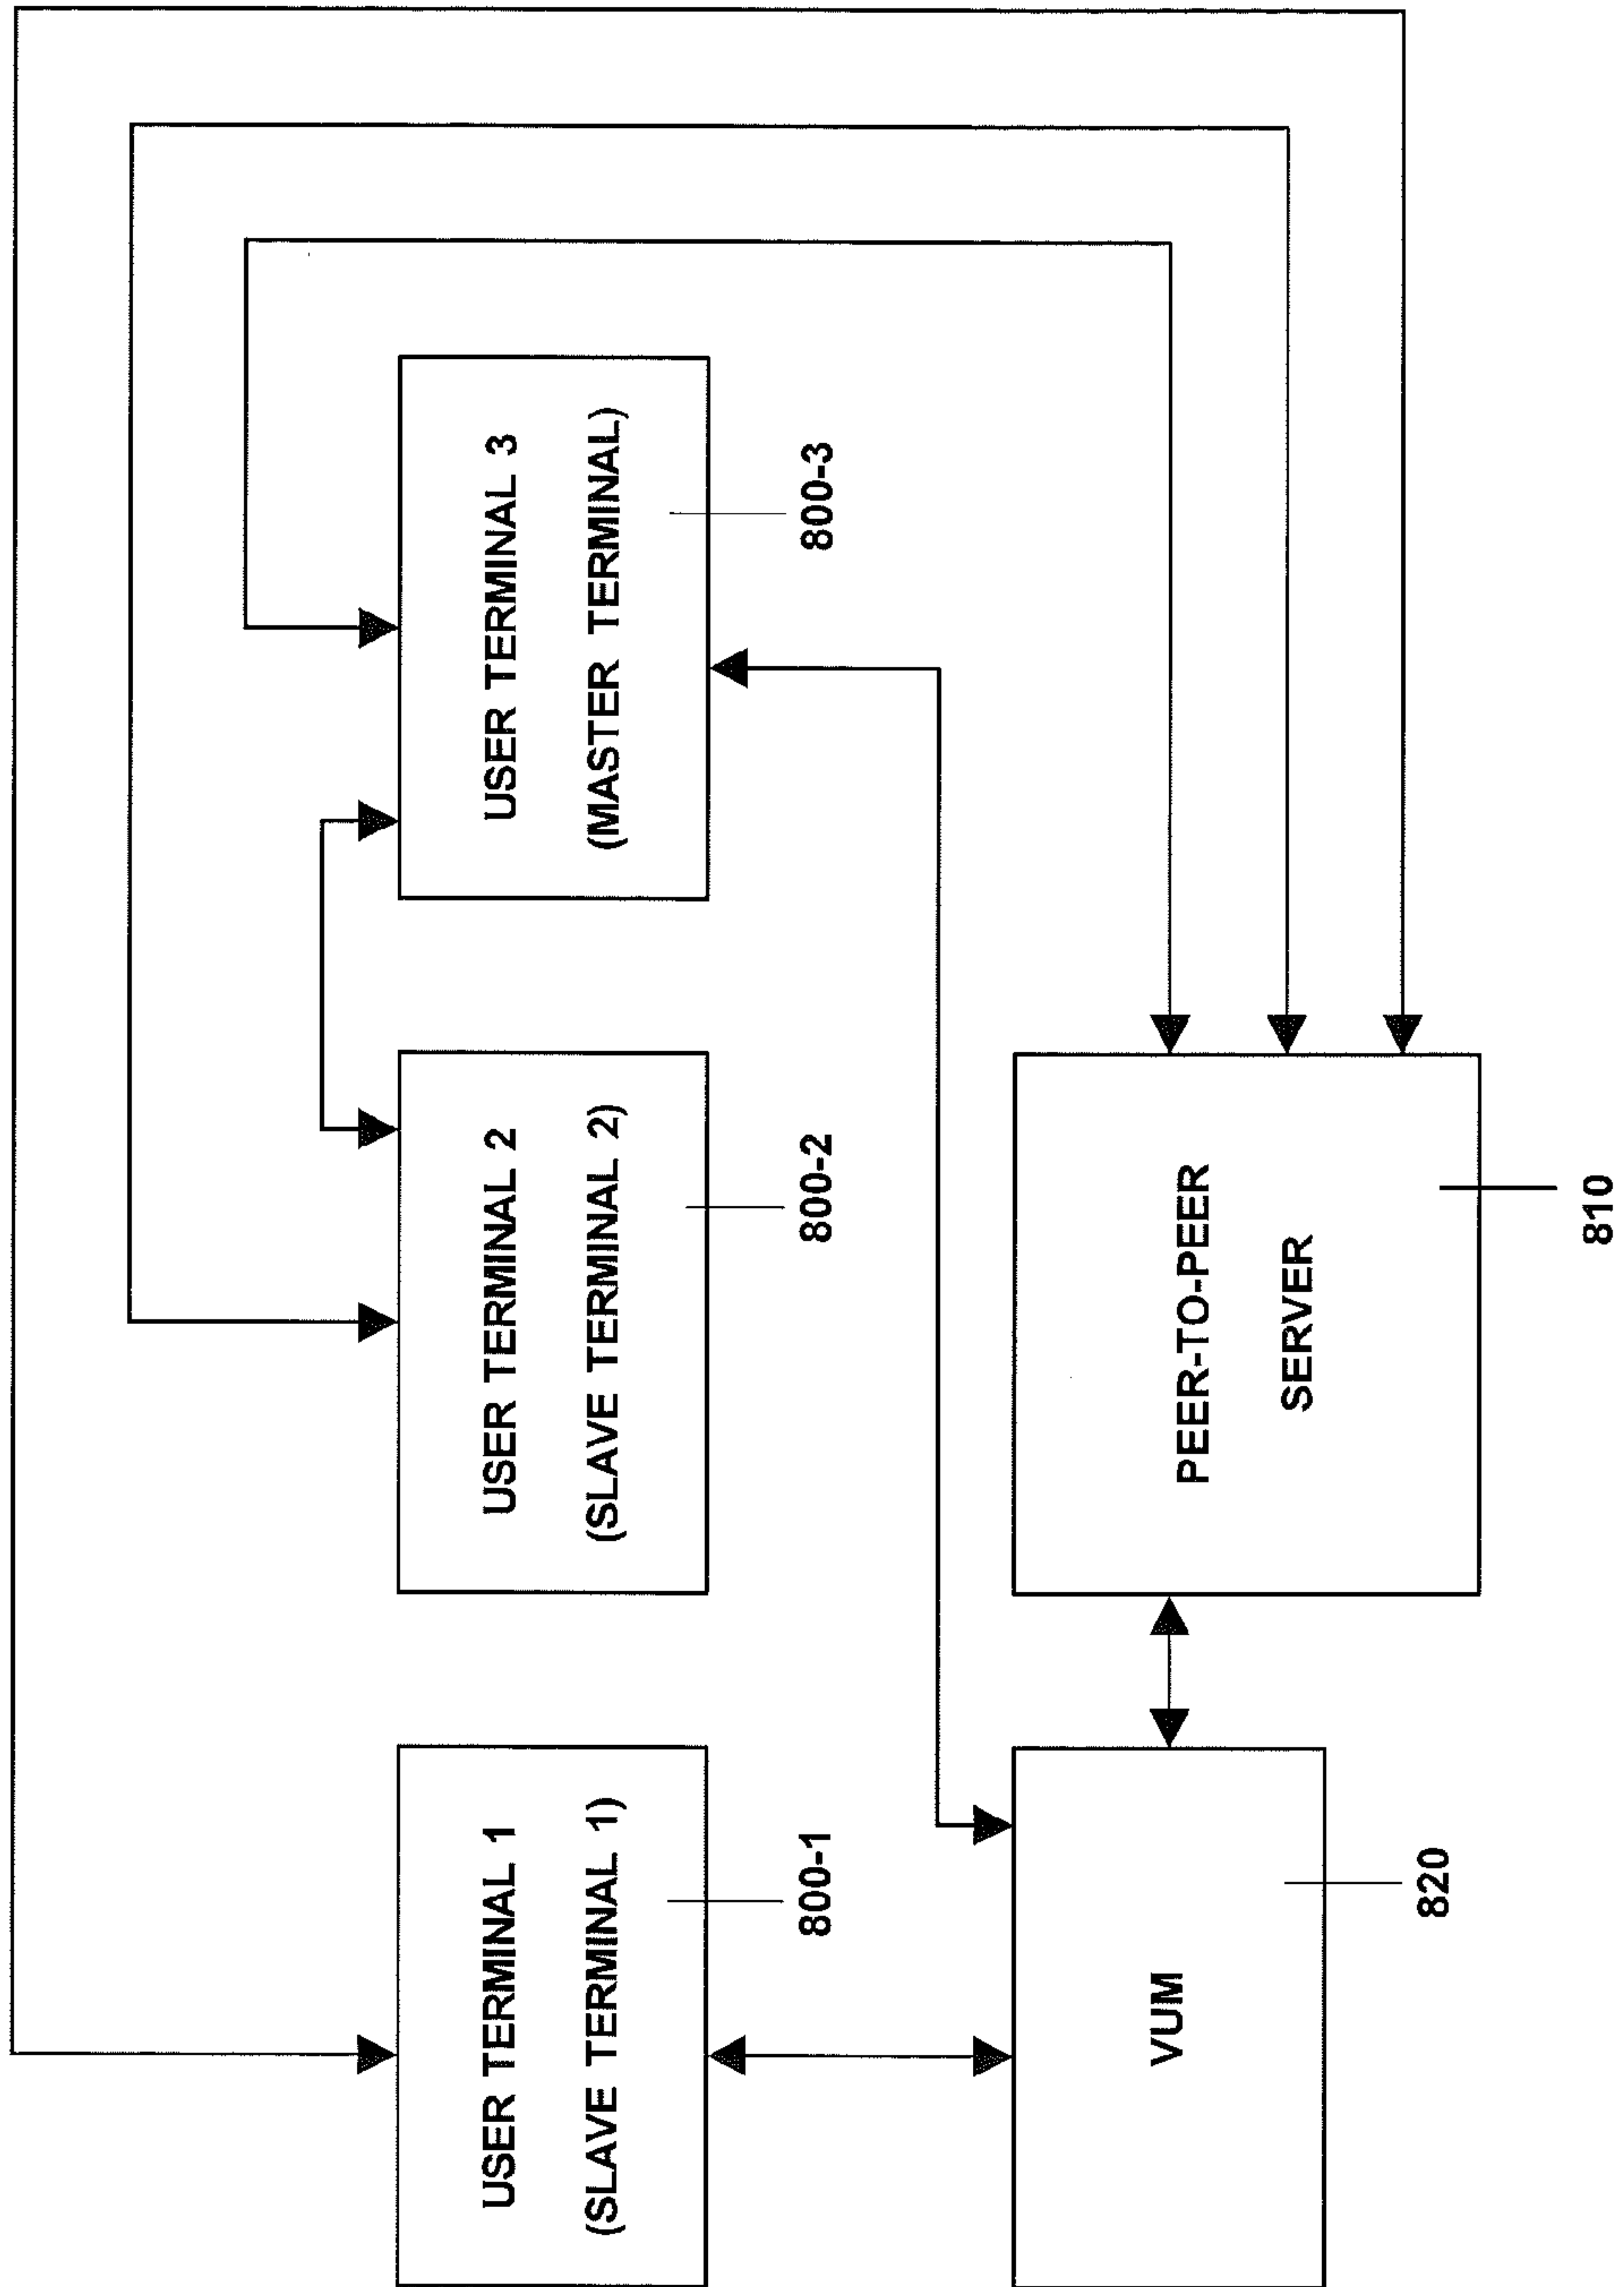 USER TERMINAL 1
(SLAVE TERMINAL 1)
800-1
USER TERMINAL 2
(SLAVE TERMINAL 2)
800-2
USER TERMINAL 3
(MASTER TERMINAL)
800-3
VUM
820
PEER-TO-PEER
SERVER
810